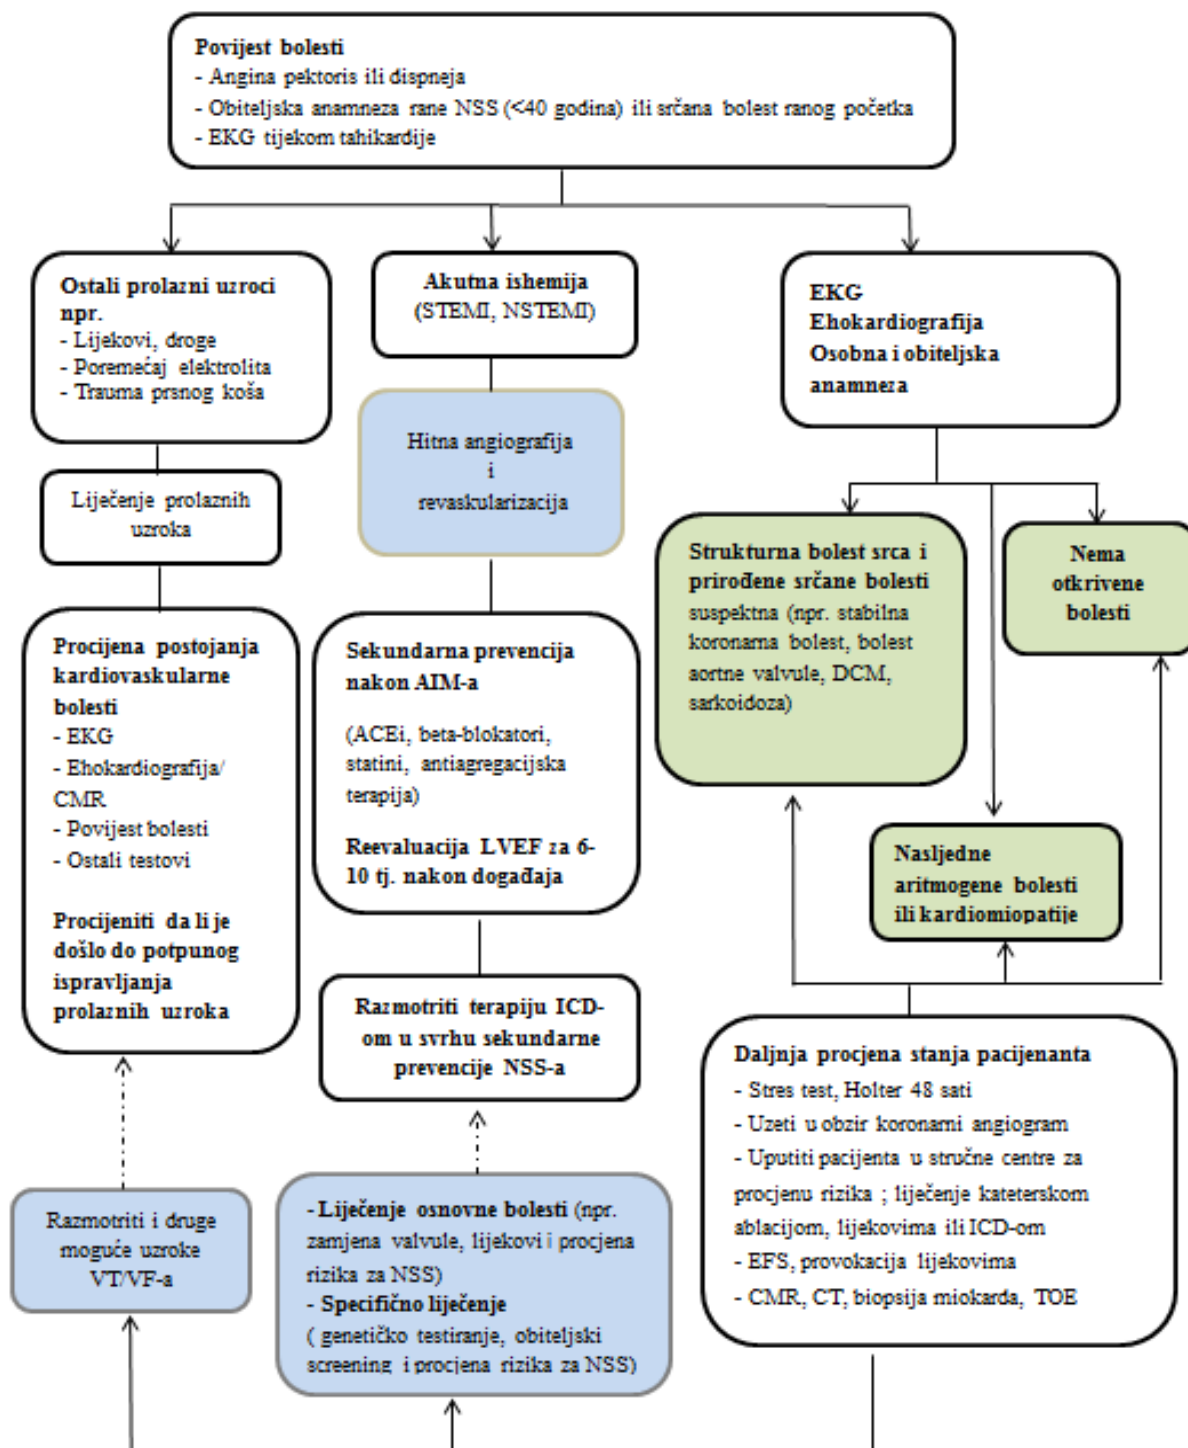 Povijest bolesti
- Angina pektoris ili dispneja
- Obiteljska anamneza rane NSS (<40 godina) ili srčana bolest ranog početka
- EKG tijekom tahikardije
Ostali prolazni uzroci
npr.
- Lijekovi, droge
- Poremećaj elektrolita
- Trauma prsnog koša
Akutna ishemija
(STEMI, NSTEMI)
EKG
Ehokardiografija
Osobna i obiteljska
anamneza
Hitna angiografija
i
revaskularizacija
Liječenje prolaznih
uzroka
Strukturna bolest srca i
prirođene srčane bolesti
suspektna (npr. stabilna
koronarna bolest, bolest
aortne valvule, DCM,
sarkoidoza)
Nema
otkrivene
bolesti
Procijena postojanja
kardiovaskularne
bolesti
- EKG
- Ehokardiografija/
CMR
- Povijest bolesti
- Ostali testovi
Procijeniti da li je
došlo do potpunog
ispravljanja
prolaznih uzroka
Sekundarna prevencija
nakon AIM-a
(ACEi, beta-blokatori,
statini, antiagregacijska
terapija)
Reevaluacija LVEF za 6-
10 tj. nakon događaja
Nasljedne
aritmogene bolesti
ili kardiomiopatije
Razmotriti terapiju ICD-
om u svrhu sekundarne
prevencije NSS-a
Daljnja procjena stanja pacijenanta
- Stres test, Holter 48 sati
- Uzeti u obzir koronarni angiogram
- Uputiti pacijenta u stručne centre za
procjenu rizika ; liječenje kateterskom
ablacijom, lijekovima ili ICD-om
- EFS, provokacija lijekovima
- CMR, CT, biopsija miokarda, TOE
Razmotriti i druge
moguće uzroke
VT/VF-a
- Liječenje osnovne bolesti (npr.
zamjena valvule, lijekovi i procjena
rizika za NSS)
- Specifično liječenje
( genetičko testiranje, obiteljski
screening i procjena rizika za NSS)